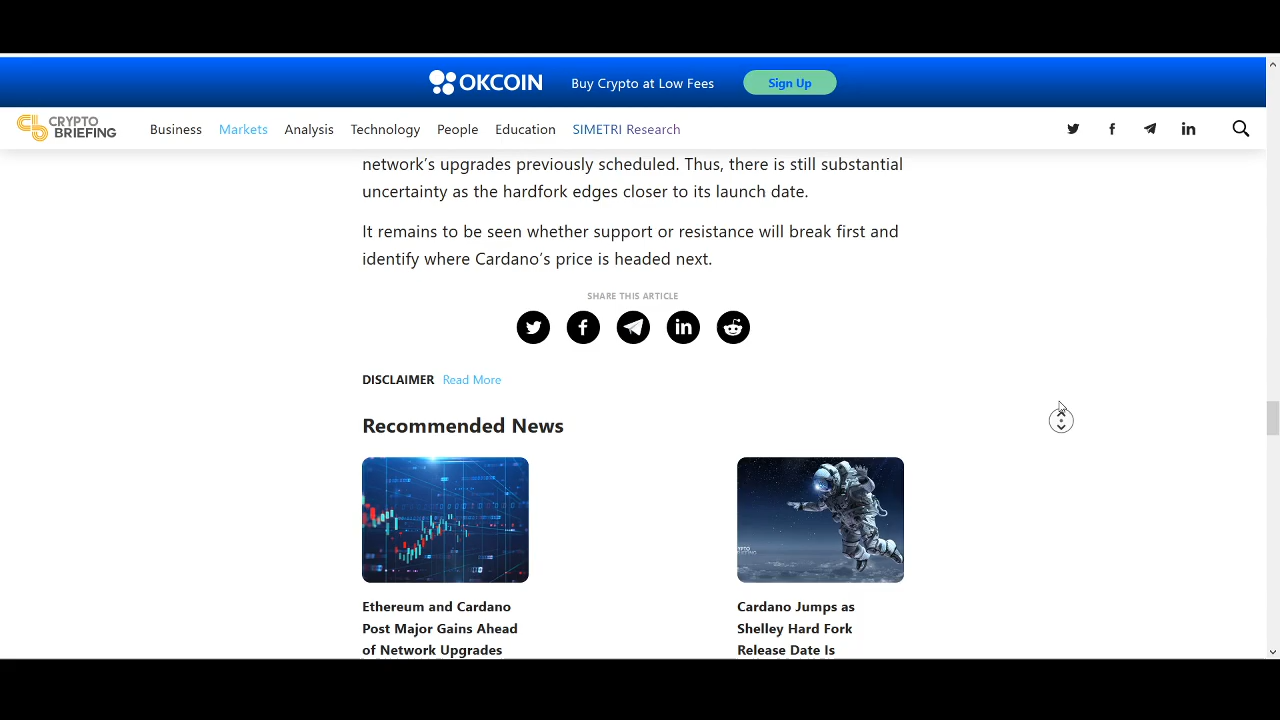 OKCOIN Buy Crypto at Low Fees Sign Up
CRYPTO
BRIEFING
Business Markets Analysis Technology People Education SIMETRI Research
network’s upgrades previously scheduled. Thus, there is still substantial
uncertainty as the hardfork edges closer to its launch date.
It remains to be seen whether support or resistance will break first and
identify where Cardano’s price is headed next.
SHARE THIS ARTICLE
DISCLAIMER Read More
Recommended News
Ethereum and Cardano
Post Major Gains Ahead
of Network Upgrades
Cardano Jumps as
Shelley Hard Fork
Release Date Is